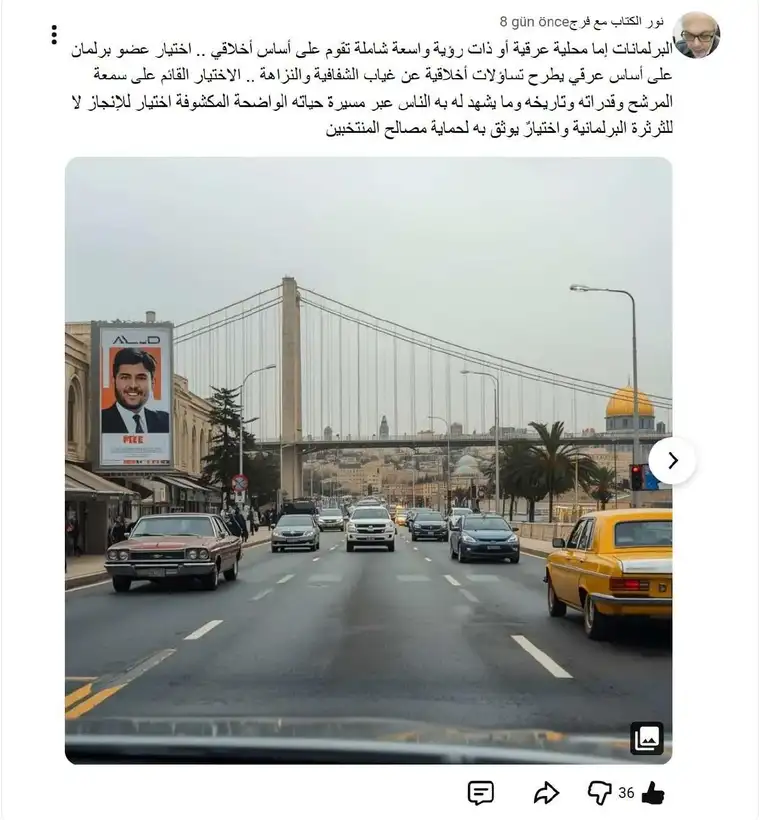 نور الكتاب مع فرج8 gün önce
البرلمانات إما محلية عرقية أو ذات رؤية واسعة شاملة تقوم على أساس أخلاقي .. اختيار عضو برلمان
على أساس عرقي يطرح تساؤلات أخلاقية عن غياب الشفافية والنزاهة .. الاختيار القائم على سمعة
المرشح وقدراته وتاريخه وما يشهد له به الناس عبر مسيرة حياته الواضحة المكشوفة اختيار للإنجاز لا
للثرثرة البرلمانية واختيارٌ يوثق به لحماية مصالح المنتخبين
36